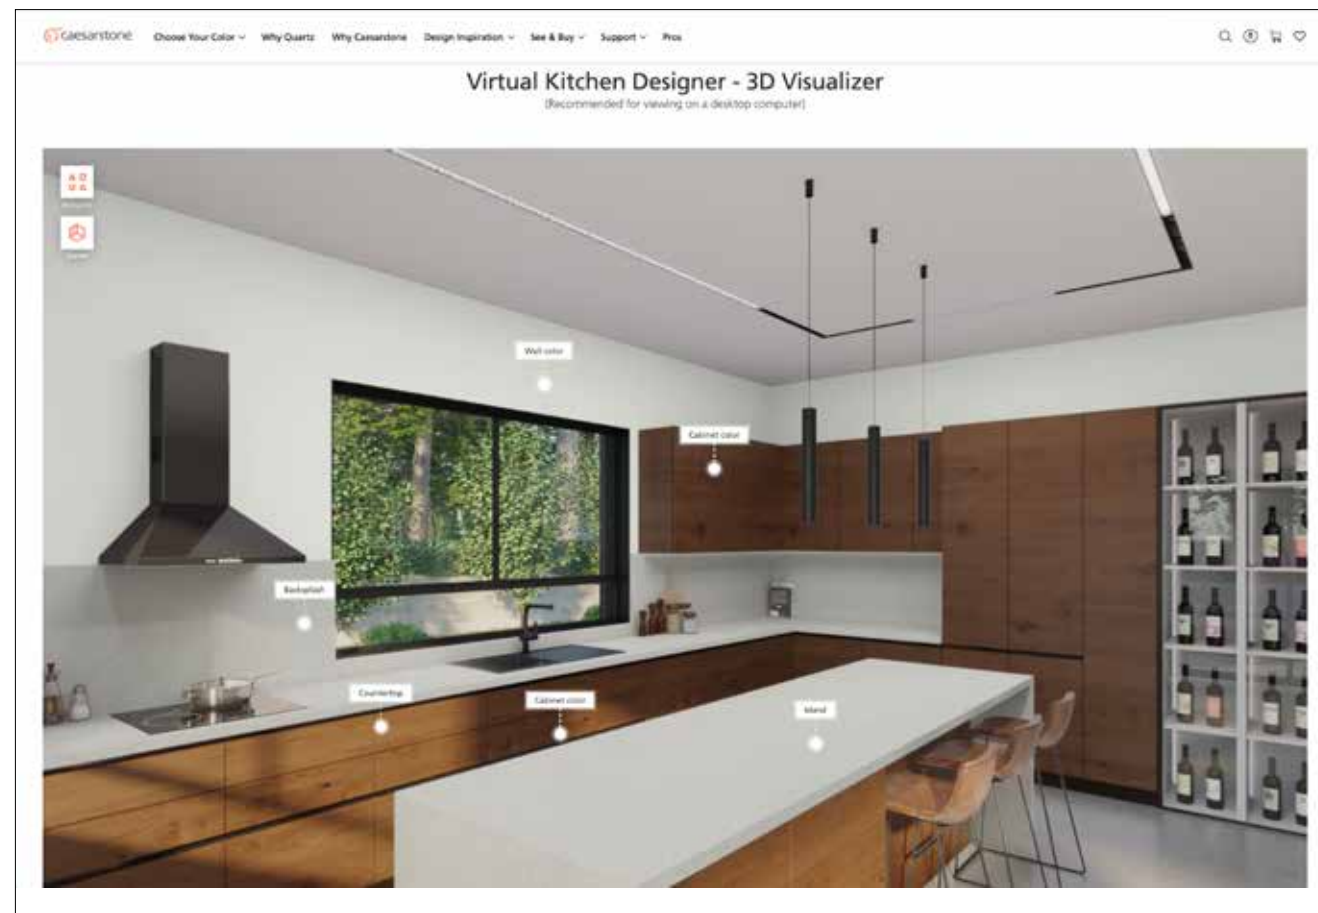 caesarstone
Choose Your Color
Why Quartz
Why Caesarstone
Design Inspiration
See & Buy
Support
Pros
Virtual Kitchen Designer - 3D Visualizer
(Recommended for viewing on a desktop computer)
Wall color
Cabinet color
Backsplash
Countertop
Cabinet color
Island